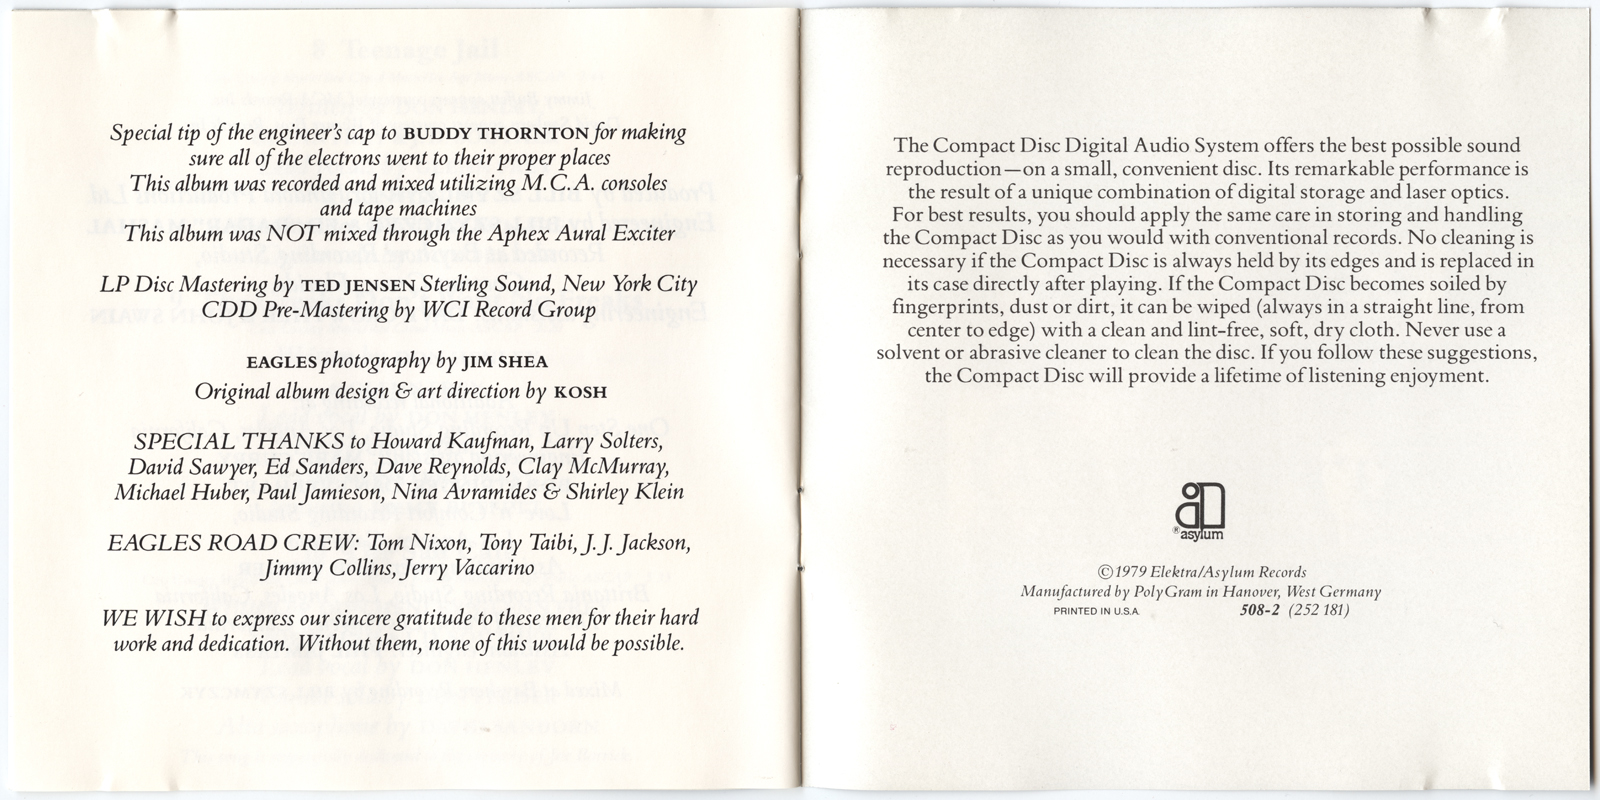 Special tip of the engineer's cap to BUDDY THORNTON for making
sure all of the electrons went to their proper places
This album was recorded and mixed utilizing M.C.A. consoles
and tape machines
This album was NOT mixed through the Aphex Aural Exciter
LP Disc Mastering by TED JENSEN Sterling Sound, New York City
CDD Pre-Mastering by WCI Record Group
EAGLES photography by JIM SHEA
Original album design & art direction by KOSH
SPECIAL THANKS to Howard Kaufman, Larry Solters,
David Sawyer, Ed Sanders, Dave Reynolds, Clay McMurray,
Michael Huber, Paul Jamieson, Nina Avramides & Shirley Klein
EAGLES ROAD CREW: Tom Nixon, Tony Taibi, J.J. Jackson,
Jimmy Collins, Jerry Vaccarino
WE WISH to express our sincere gratitude to these men for their hard
work and dedication. Without them, none of this would be possible.
The Compact Disc Digital Audio System offers the best possible sound
reproduction—on a small, convenient disc. Its remarkable performance is
the result of a unique combination of digital storage and laser optics.
For best results, you should apply the same care in storing and handling
the Compact Disc as you would with conventional records. No cleaning is
necessary if the Compact Disc is always held by its edges and is replaced in
its case directly after playing. If the Compact Disc becomes soiled by
fingerprints, dust or dirt, it can be wiped (always in a straight line, from
center to edge) with a clean and lint-free, soft, dry cloth. Never use a
solvent or abrasive cleaner to clean the disc. If you follow these suggestions,
the Compact Disc will provide a lifetime of listening enjoyment.
® asylum
© 1979 Elektra/Asylum Records
Manufactured by PolyGram in Hanover, West Germany
PRINTED IN U.S.A. 508-2 (252 181)